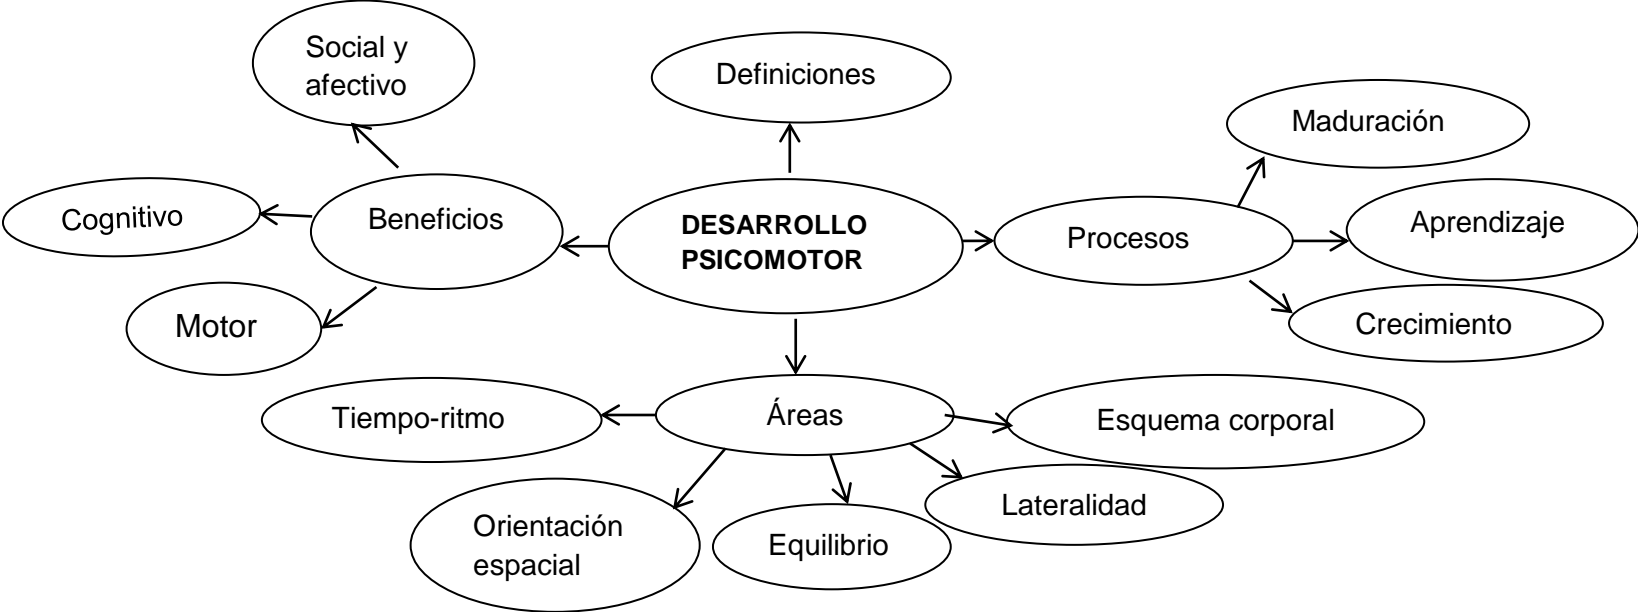 Social y
afectivo
Definiciones
Maduración
Cognitivo
Beneficios
DESARROLLO
PSICOMOTOR
Procesos
Aprendizaje
Motor
Crecimiento
Tiempo-ritmo
Áreas
Esquema corporal
Orientación
espacial
Equilibrio
Lateralidad